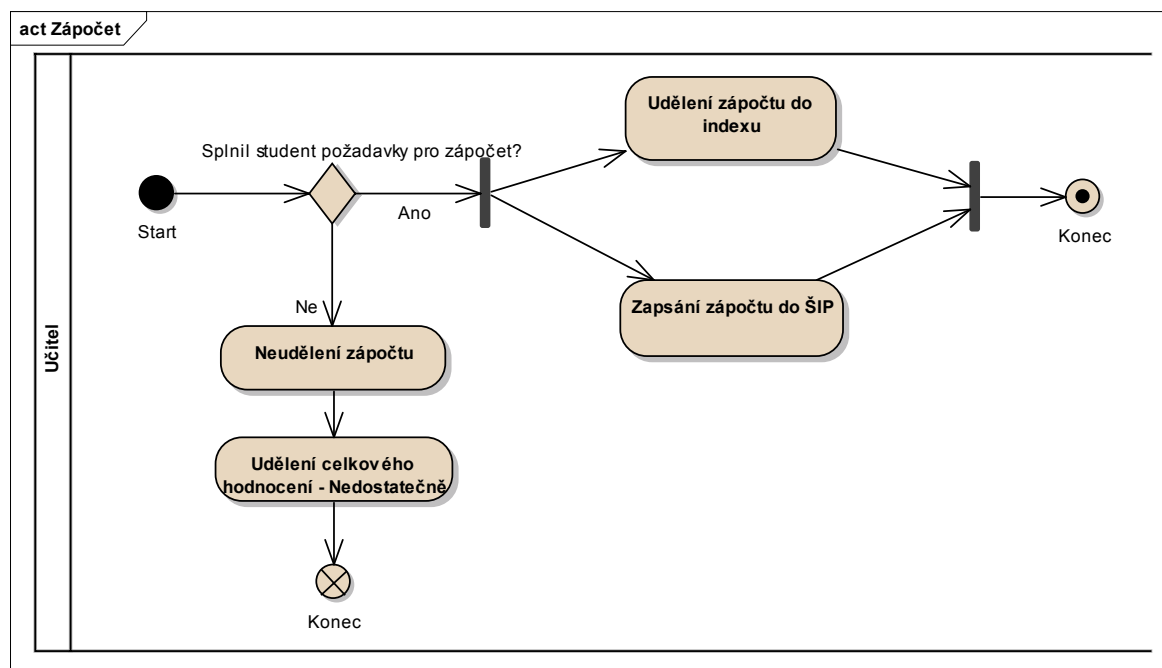 act Zápočet
Učitel
Udělení zápočtu do
indexu
Splnil student požadavky pro zápočet?
Start
Ano
Konec
Ne
Zapsání zápočtu do ŠIP
Neudělení zápočtu
Udělení celkového
hodnocení - Nedostatečně
Konec